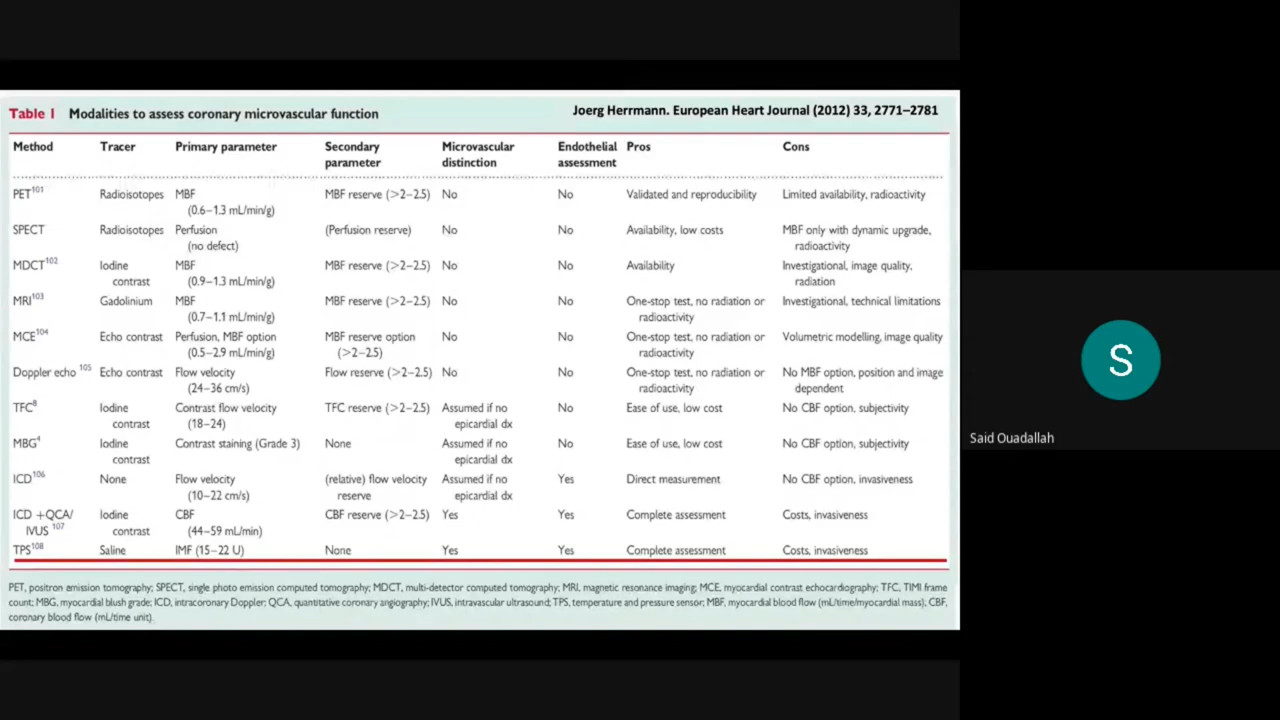 Table 1 Modalities to assess coronary microvascular function
Joerg Herrmann. European Heart Journal (2012) 33, 2771–2781
Method Tracer Primary parameter Secondary parameter Microvascular distinction Endothelial assessment Pros Cons
PET101 Radioisotopes MBF (0.6–1.3 mL/min/g) MBF reserve (>2–2.5) No No Validated and reproducibility Limited availability, radioactivity
SPECT Radioisotopes Perfusion (no defect) (Perfusion reserve) No No Availability, low costs MBF only with dynamic upgrade, radioactivity
MDCT102 Iodine contrast MBF (0.9–1.3 mL/min/g) MBF reserve (>2–2.5) No No Availability Investigational, image quality, radiation
MRI103 Gadolinium MBF (0.7–1.1 mL/min/g) MBF reserve (>2–2.5) No No One-stop test, no radiation or radioactivity Investigational, technical limitations
MCE104 Echo contrast Perfusion, MBF option (0.5–2.9 mL/min/g) MBF reserve option (>2–2.5) No No One-stop test, no radiation or radioactivity Volumetric modelling, image quality
Doppler echo 105 Echo contrast Flow velocity (24–36 cm/s) Flow reserve (>2–2.5) No No One-stop test, no radiation or radioactivity No MBF option, position and image dependent
TFC8 Iodine contrast Contrast flow velocity (18–24) TFC reserve (>2–2.5) Assumed if no epicardial dx No Ease of use, low cost No CBF option, subjectivity
MBG4 Iodine contrast Contrast staining (Grade 3) None Assumed if no epicardial dx No Ease of use, low cost No CBF option, subjectivity
ICD106 None Flow velocity (10–22 cm/s) (relative) flow velocity reserve Assumed if no epicardial dx Yes Direct measurement No CBF option, invasiveness
ICD +QCA/ IVUS 107 Iodine contrast CBF (44–59 mL/min) CBF reserve (>2–2.5) Yes Yes Complete assessment Costs, invasiveness
TPS108 Saline IMF (15–22 U) None Yes Yes Complete assessment Costs, invasiveness
PET, positron emission tomography; SPECT, single photo emission computed tomography; MDCT, multi-detector computed tomography; MRI, magnetic resonance imaging; MCE, myocardial contrast echocardiography; TFC, TIMI frame
count; MBG, myocardial blush grade; ICD, intracoronary Doppler; QCA, quantitative coronary angiography; IVUS, intravascular ultrasound; TPS, temperature and pressure sensor; MBF, myocardial blood flow (mL/time/myocardial mass); CBF,
coronary blood flow (mL/time unit).
S
Said Ouadallah